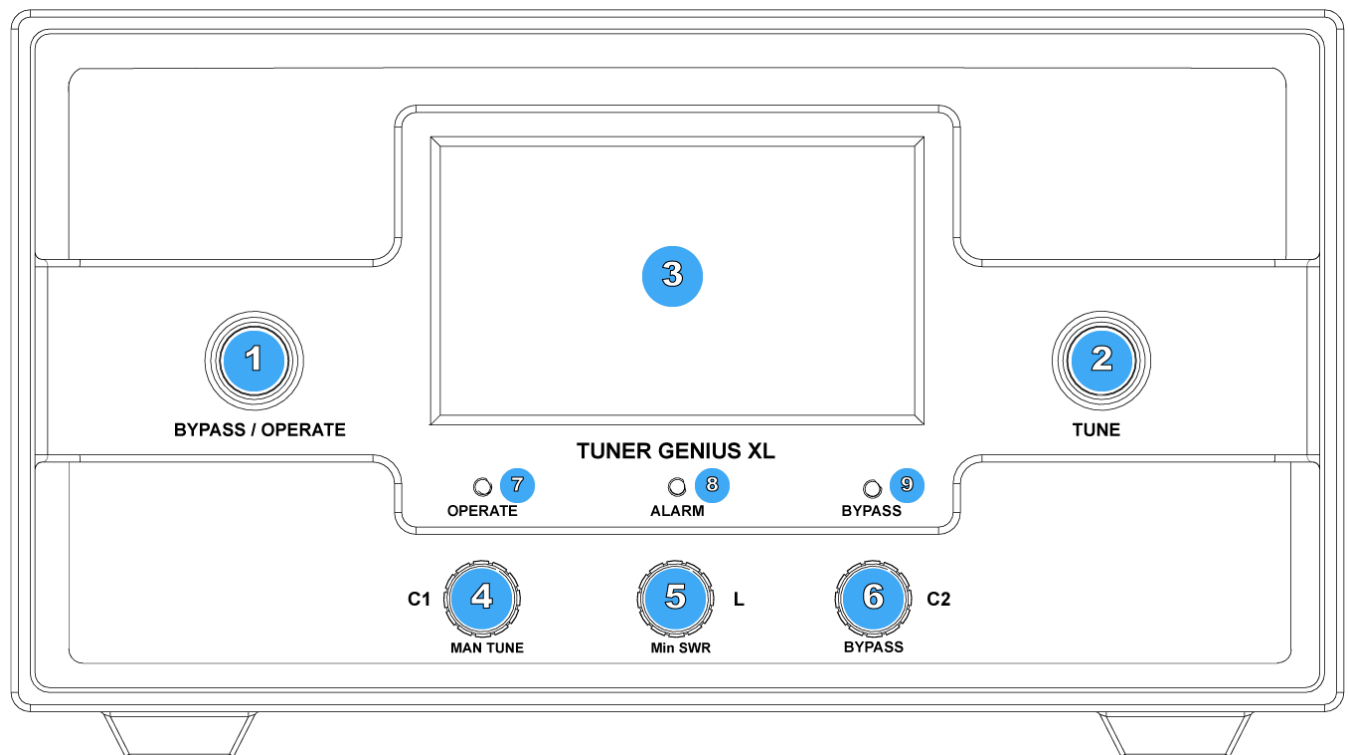 3
1
2
BYPASS / OPERATE
TUNE
TUNER GENIUS XL
7
8
9
OPERATE
ALARM
BYPASS
C1 4
5 L
6 C2
MAN TUNE
Min SWR
BYPASS